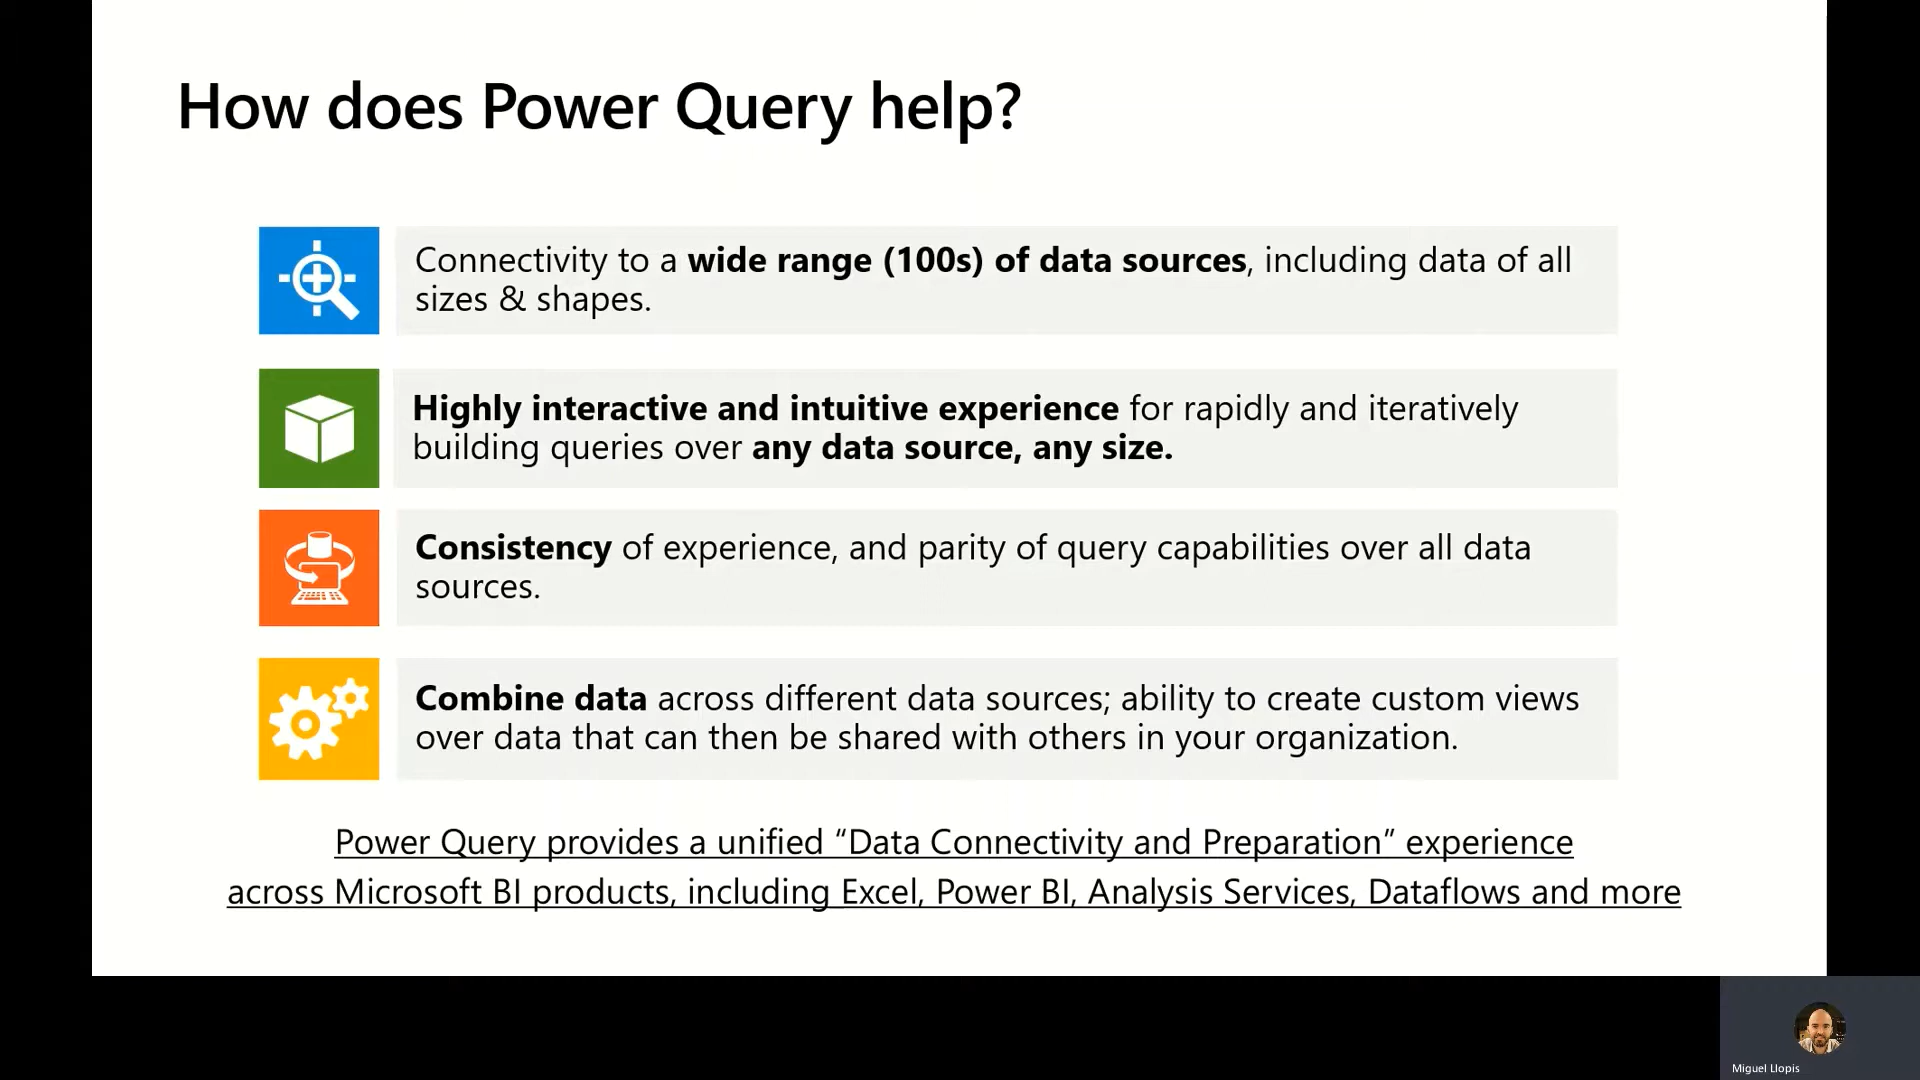 How does Power Query help?
Connectivity to a wide range (100s) of data sources, including data of all
sizes & shapes.
Highly interactive and intuitive experience for rapidly and iteratively
building queries over any data source, any size.
Consistency of experience, and parity of query capabilities over all data
sources.
Combine data across different data sources; ability to create custom views
over data that can then be shared with others in your organization.
Power Query provides a unified “Data Connectivity and Preparation” experience
across Microsoft BI products, including Excel, Power BI, Analysis Services, Dataflows and more
Miguel Llopis